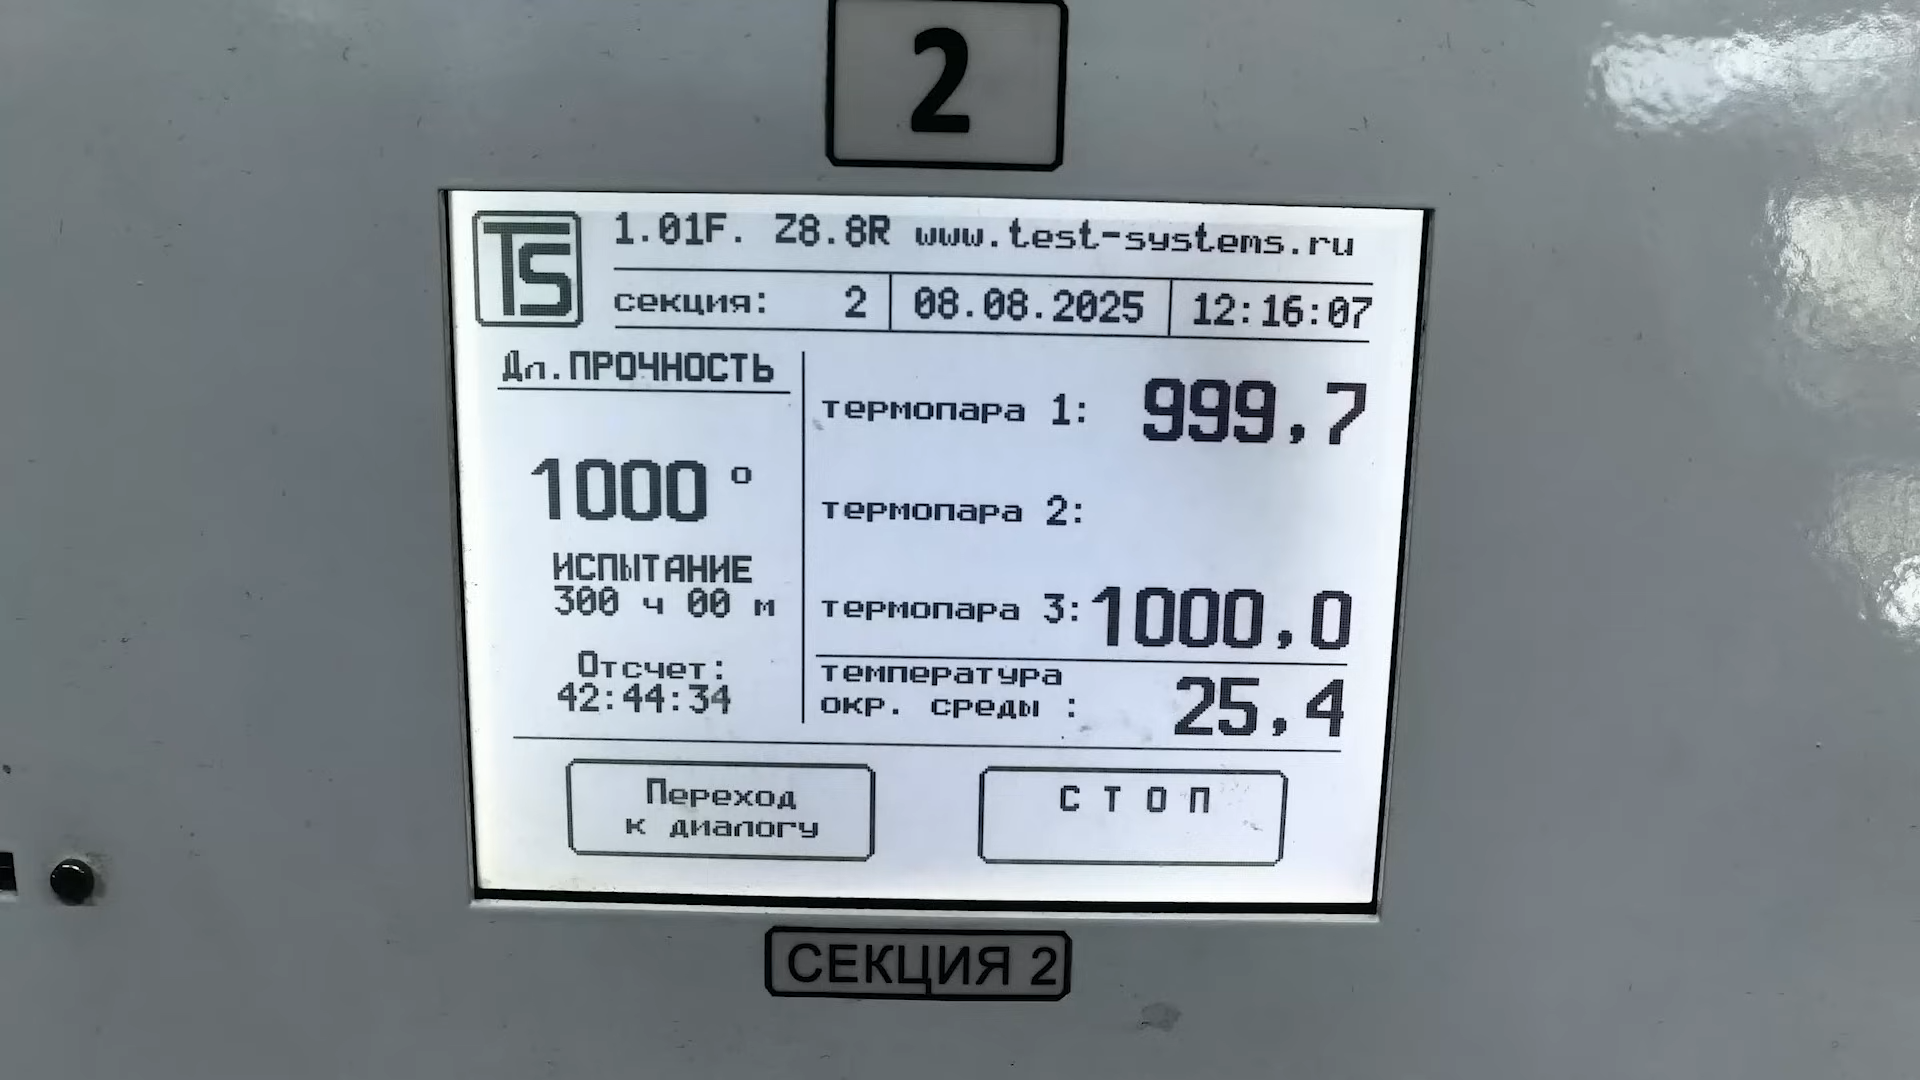 2
TS 1.01F. Z8.8R www.test-systems.ru
секция: 2 08.08.2025 12:16:07
Дл.ПРОЧНОСТЬ
1000 °
ИСПЫТАНИЕ
300 ч 00 м
Отсчет:
42:44:34
термопара 1: 999,7
термопара 2:
термопара 3: 1000,0
температура
окр. среды : 25,4
Переход
к диалогу
СТОП
СЕКЦИЯ 2